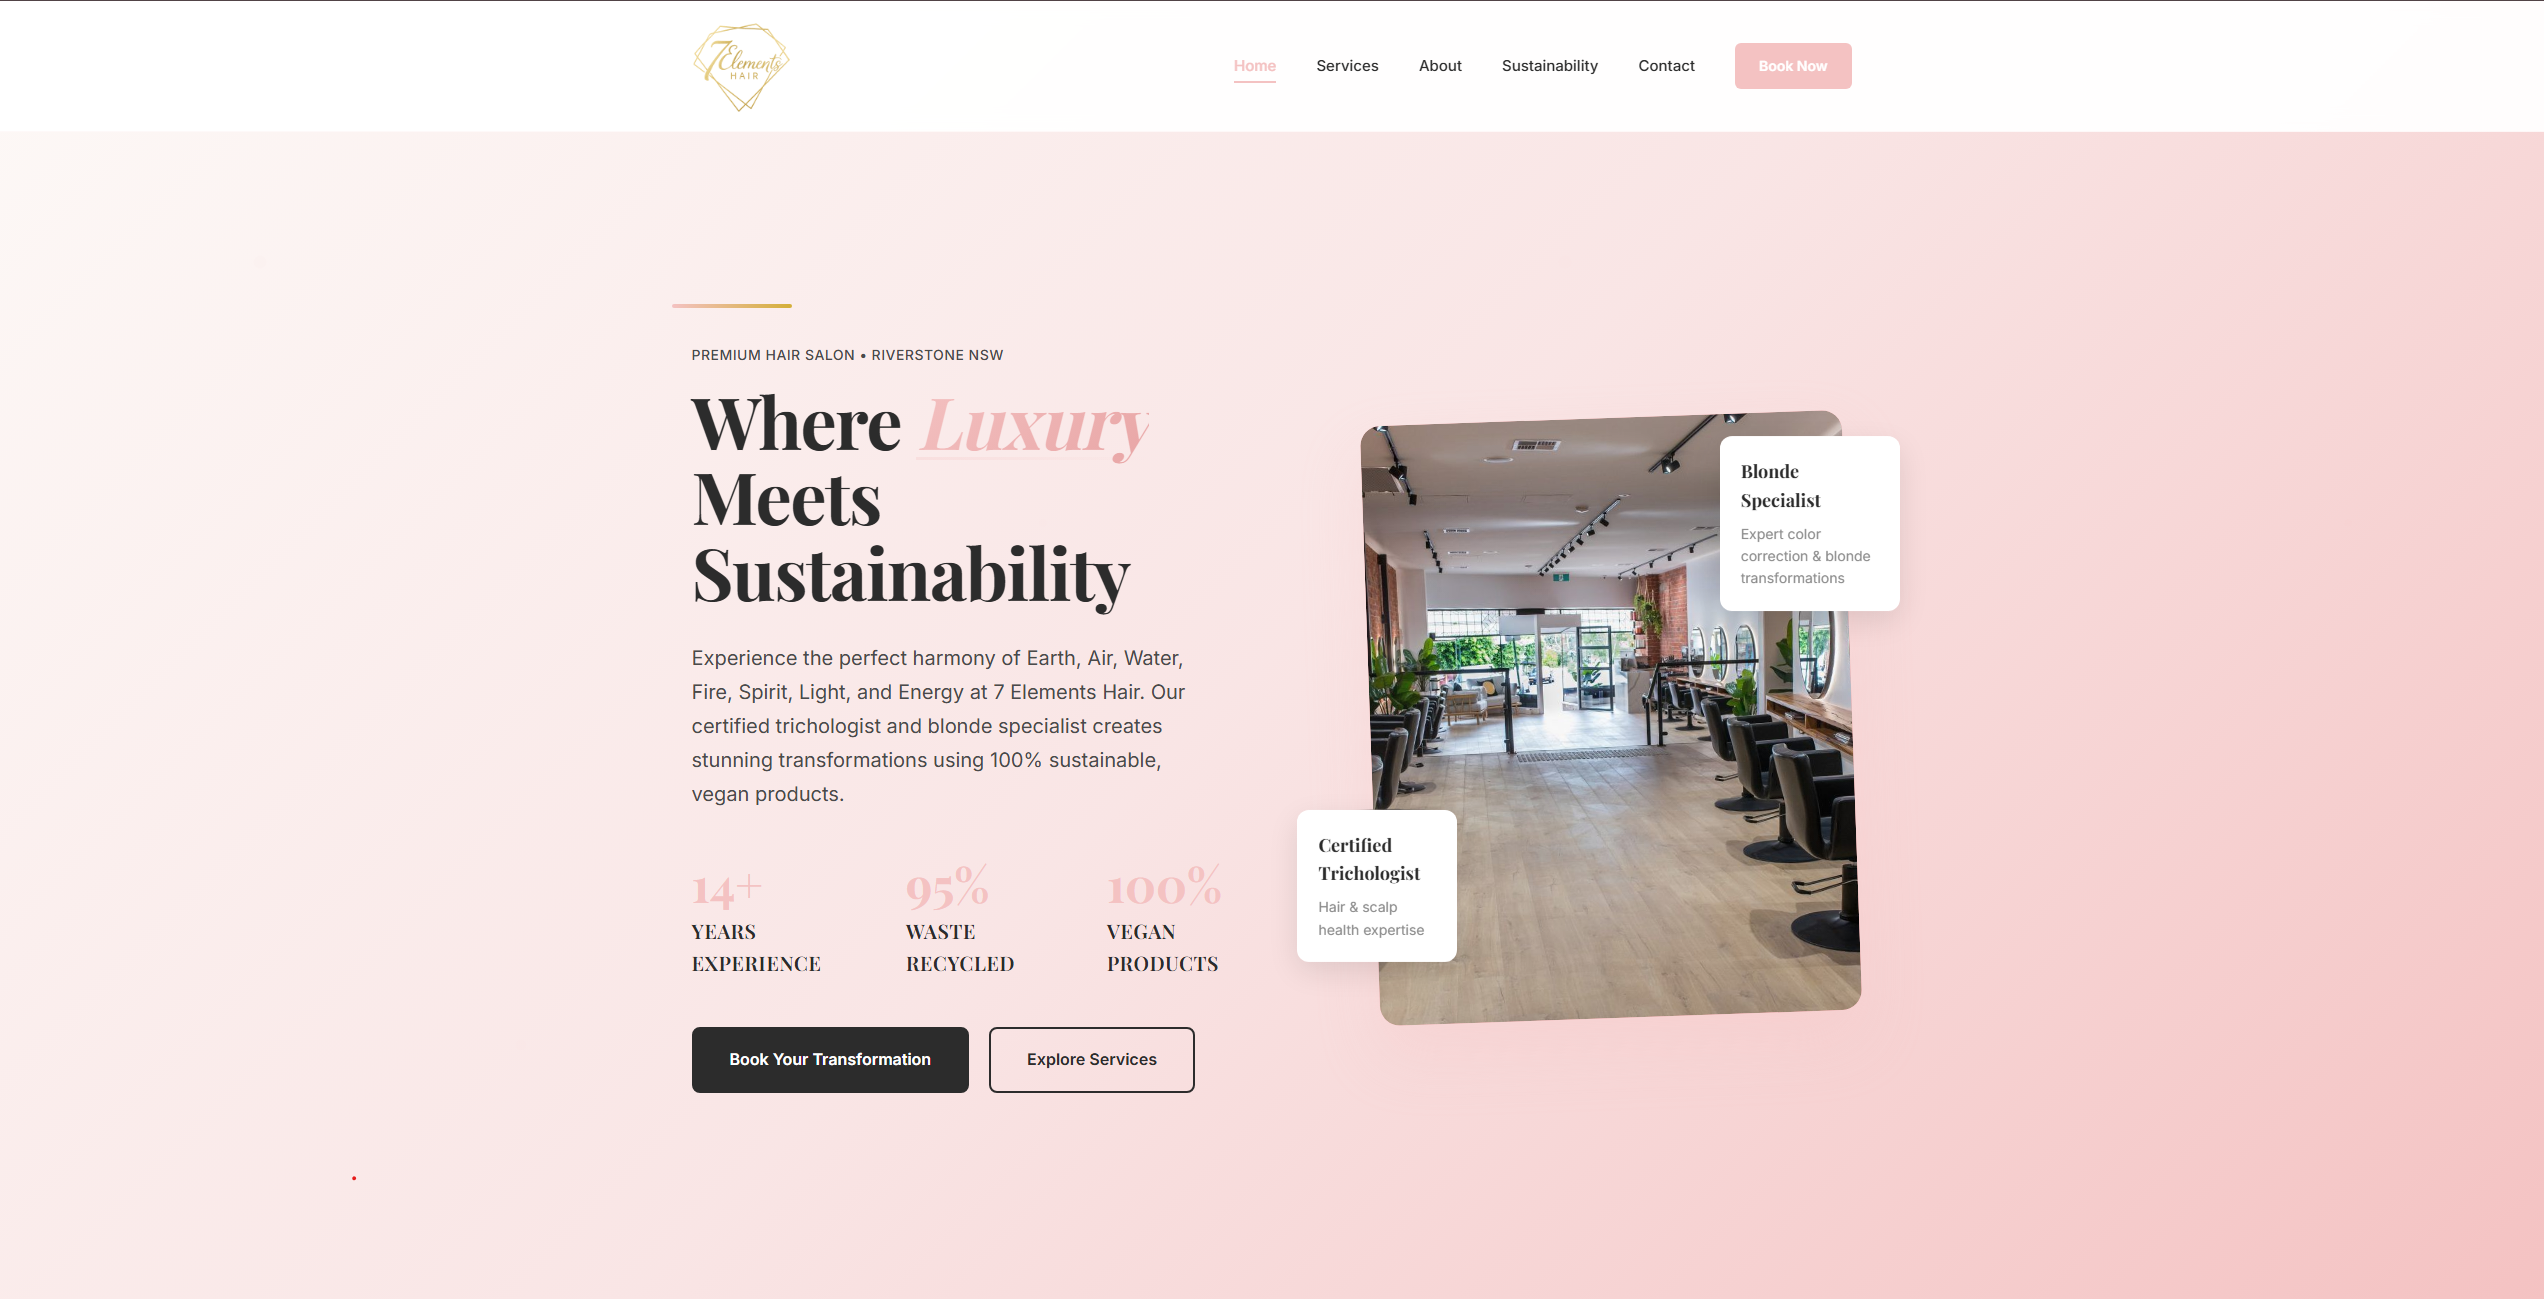 7 Elements
HAIR
Home
Services
About
Sustainability
Contact
Book Now
PREMIUM HAIR SALON • RIVERSTONE NSW
Where Luxury
Meets
Sustainability
Experience the perfect harmony of Earth, Air, Water,
Fire, Spirit, Light, and Energy at 7 Elements Hair. Our
certified trichologist and blonde specialist creates
stunning transformations using 100% sustainable,
vegan products.
14+
YEARS
EXPERIENCE
95%
WASTE
RECYCLED
100%
VEGAN
PRODUCTS
Book Your Transformation
Explore Services
Blonde
Specialist
Expert color
correction & blonde
transformations
Certified
Trichologist
Hair & scalp
health expertise